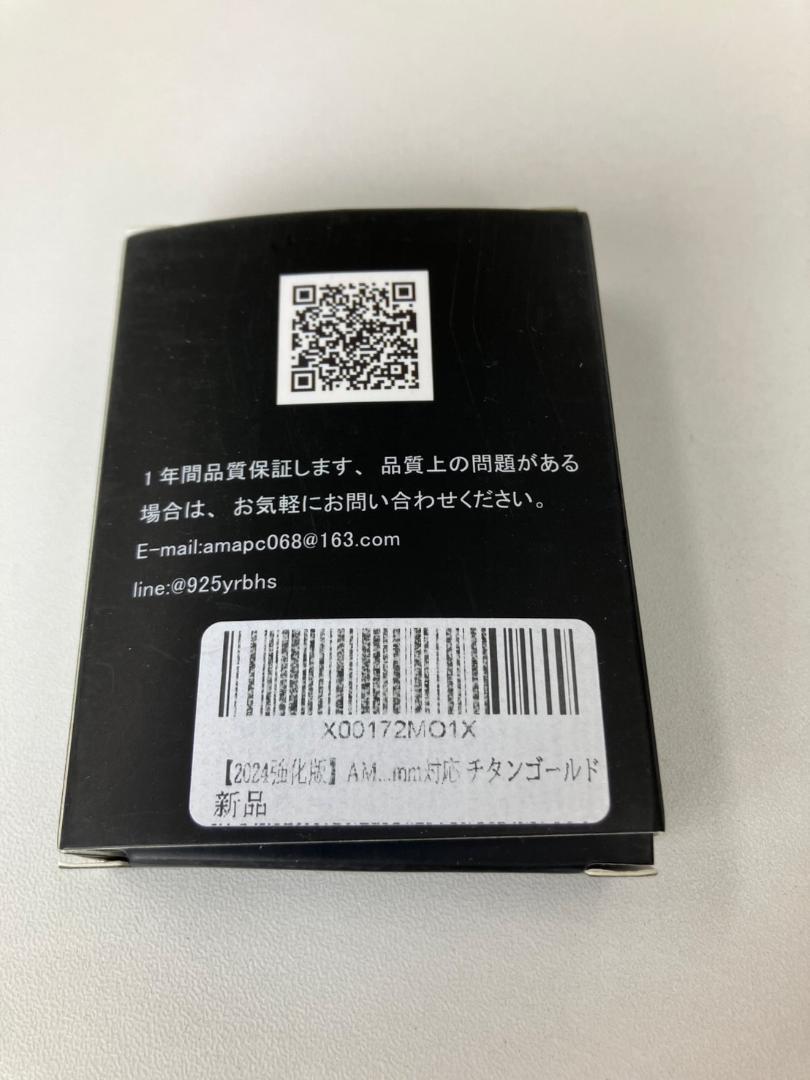 1年間品質保証します、品質上の問題がある
場合は、お気軽にお問い合わせください。
E-mail:amapc068@163.com
line:@925yrbhs
X00172MO1X
【2024強化版】AM...mm対応 チタンゴールド
新品